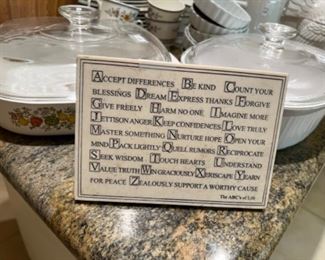 ACCEPT DIFFERENCES BE KIND COUNT YOUR
BLESSINGS DREAM EXPRESS THANKS FORGIVE
GIVE FREELY HARM NO ONE IMAGINE MORE
JETTISON ANGER KEEP CONFIDENCES LOVE TRULY
MASTER SOMETHING NURTURE HOPE OPEN YOUR
MIND PACK LIGHTLY QUELL RUMORS RECIPROCATE
SEEK WISDOM TOUCH HEARTS UNDERSTAND
VALUE TRUTH WIN GRACIOUSLY XERISCAPE YEARN
FOR PEACE ZEALOUSLY SUPPORT A WORTHY CAUSE
The ABC's of Life